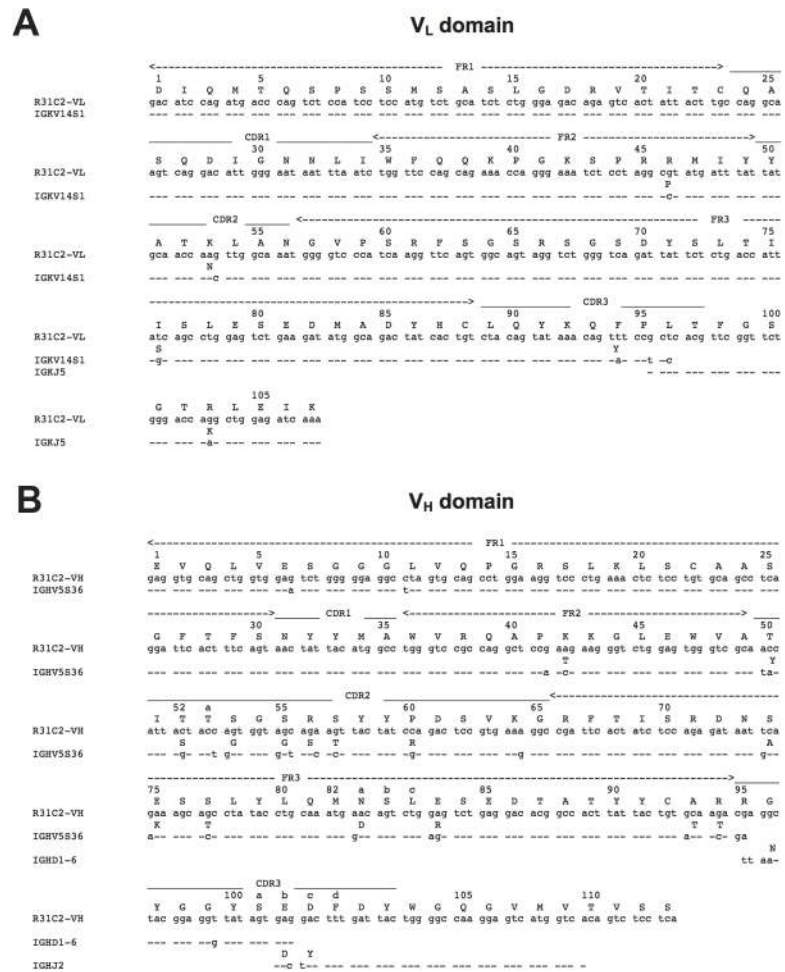 A
VL domain
<---------- FR1 ---------->
1 5 10 15 20 25
D I Q M T Q S P S S M S A S L G D R V T I T C Q A
R31C2-VL gac atc cag atg acc cag tct cca tcc tcc atg tct gca tct ctg gga gac aga gtc act att act tgc cag gca
IGKV14S1 --- --- --- --- --- --- --- --- --- --- --- --- --- --- --- --- --- --- --- --- --- --- --- --- ---
CDR1 <---------- FR2 ---------->
30 35 40 45 50
S Q D I G N N L I W F Q Q K P G K S P R R M I Y Y
R31C2-VL agt cag gac att ggg aat aat tta atc tgg ttc cag cag aaa cca ggg aaa tct cct agg cgt atg att tat tat
P
IGKV14S1 --- --- --- --- --- --- --- --- --- --- --- --- --- --- --- --- --- --- --- --- -c- --- --- --- ---
CDR2 <---------- FR3
55 60 65 70 75
A T K L A N G V P S R F S G S R S G S D Y S L T I
R31C2-VL gca acc aag ttg gca aat ggg gtc cca tca agg ttc agt ggc agt agg tct ggg tca gat tat tct ctg acc att
N
IGKV14S1 --- --- --c --- --- --- --- --- --- --- --- --- --- --- --- --- --- --- --- --- --- --- --- --- ---
----------> CDR3
80 85 90 95 100
I S L E S E D M A D Y H C L Q Y K Q F P L T F G S
R31C2-VL atc agc ctg gag tct gaa gat atg gca gac tat cac tgt cta cag tat aaa cag ttt ccg ctc acg ttc ggt tct
S Y
IGKV14S1 -g- --- --- --- --- --- --- --- --- --- --- --- --- --- --- --- --- --- -a- --t -c
IGKJ5 --- --- --- --- --- ---
105
G T R L E I K
R31C2-VL ggg acc agg ctg gag atc aaa
K
IGKJ5 --- --- -a- --- --- --- ---
B
VH domain
<---------- FR1 ----------
1 5 10 15 20 25
E V Q L V E S G G G L V Q P G R S L K L S C A A S
R31C2-VH gag gtg cag ctg gtg gag tct ggg gga ggc cta gtg cag cct gga agg tcc ctg aaa ctc tcc tgt gca gcc tca
IGHV5S36 --- --- --- --- --- --a --- --- --- --- t-- --- --- --- --- --- --- --- --- --- --- --- --- --- ---
----------> CDR1 <---------- FR2 ---------->
30 35 40 45 50
G F T F S N Y Y M A W V R Q A P K K G L E W V A T
R31C2-VH gga ttc act ttc agt aac tat tac atg gcc tgg gtc cgc cag gct ccg aag aag ggt ctg gag tgg gtc gca acc
T Y
IGHV5S36 --- --- --- --- --- --- --- --- --- --- --- --- --- --- --- --a -c- --- --- --- --- --- --- --- ta-
CDR2 <----------
52 a 55 60 65 70
I T T S G S R S Y Y P D S V K G R F T I S R D N S
R31C2-VH att act acc agt ggt agc aga agt tac tat cca gac tcc gtg aaa ggc cga ttc act atc tcc aga gat aat tca
S G G S T R A
---------- FR3 ---------->
75 80 82 a b c 85 90 95
E S S L Y L Q M N S L E S E D T A T Y Y C A R R G
R31C2-VH gaa agc agc cta tac ctg caa atg aac agt ctg gag tct gag gac acg gcc act tat tac tgt gca aga cga ggc
K T D R T T
IGHV5S36
N
IGHD1-6 tt aa-
CDR3
100 a b c d 105 110
Y G G Y S E D F D Y W G Q G V M V T V S S
R31C2-VH tac gga ggt tat agt gag gac ttt gat tac tgg ggc caa gga gtc atg gtc aca gtc tcc tca
IGHD1-6 --- --- --g --- --- ---
D Y
IGHJ2